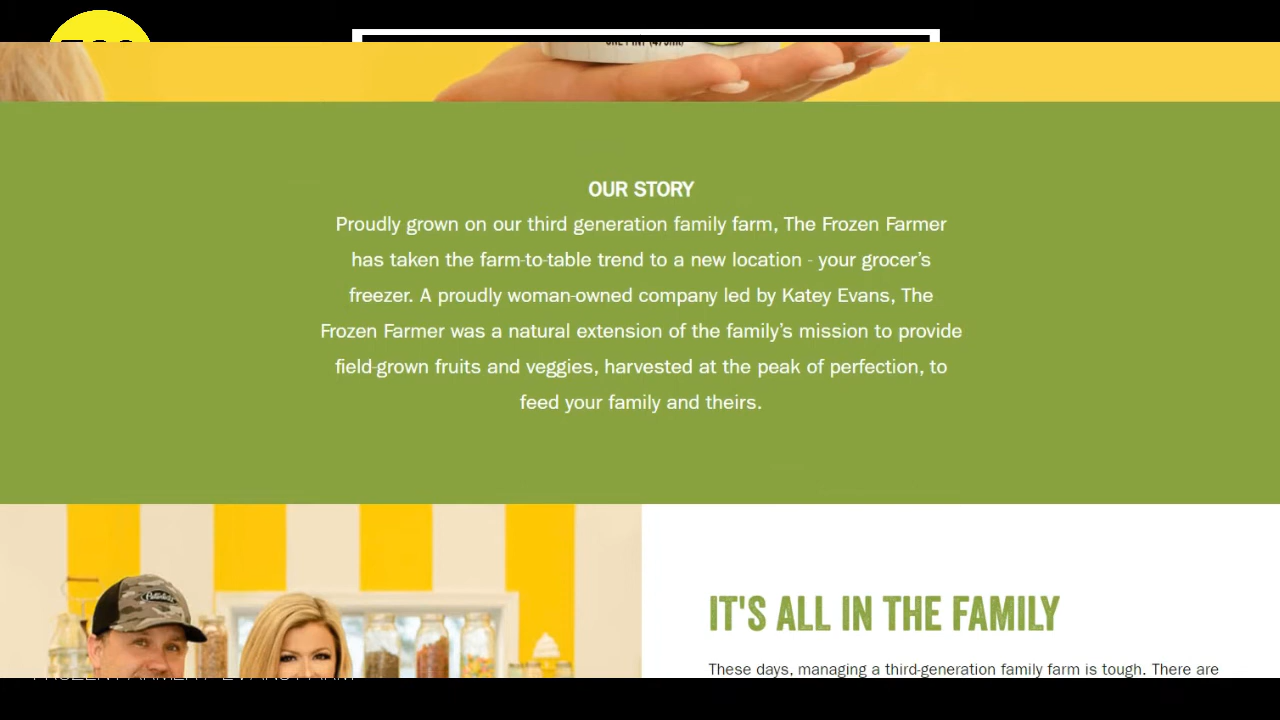 OUR STORY
Proudly grown on our third generation family farm, The Frozen Farmer
has taken the farm-to-table trend to a new location - your grocer's
freezer. A proudly woman-owned company led by Katey Evans, The
Frozen Farmer was a natural extension of the family's mission to provide
field-grown fruits and veggies, harvested at the peak of perfection, to
feed your family and theirs.
IT'S ALL IN THE FAMILY
These days, managing a third-generation family farm is tough. There are